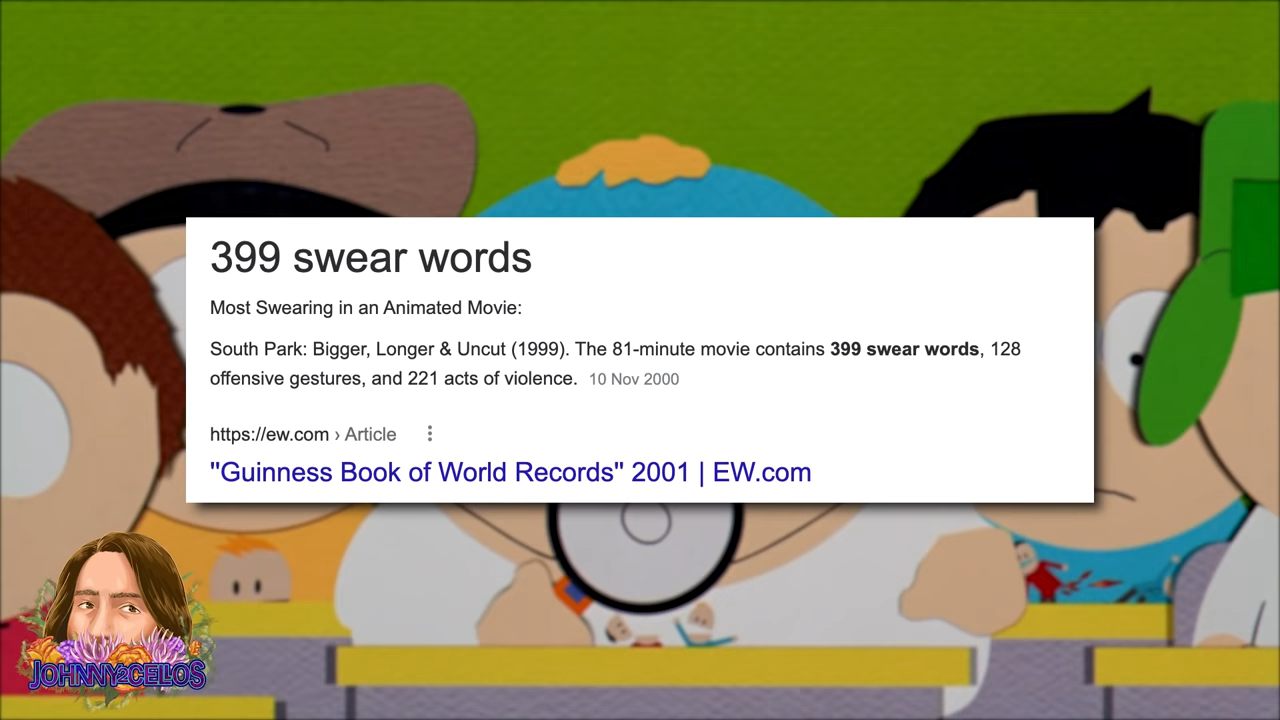 399 swear words
Most Swearing in an Animated Movie:
South Park: Bigger, Longer & Uncut (1999). The 81-minute movie contains 399 swear words, 128
offensive gestures, and 221 acts of violence. 10 Nov 2000
https://ew.com › Article
"Guinness Book of World Records" 2001 | EW.com
JOHNNY2CELLOS